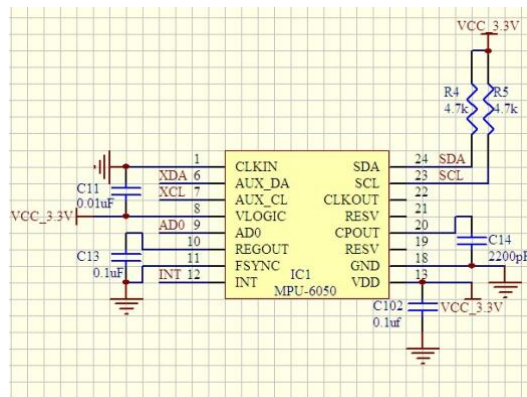 VCC_3.3V
R4
4.7k
R5
4.7k
1 CLKIN
XDA 6 AUX_DA
XCL 7 AUX_CL
8 VLOGIC
AD0 9 AD0
10 REGOUT
11 FSYNC
INT 12 INT
SDA 24 SDA
SCL 23 SCL
CLKOUT 22
RESV 21
CPOUT 20
RESV 19
GND 18
VDD 13
IC1
MPU-6050
C11
0.01uF
VCC_3.3V
C13
0.1uF
C14
2200pF
C102
0.1uf
VCC_3.3V